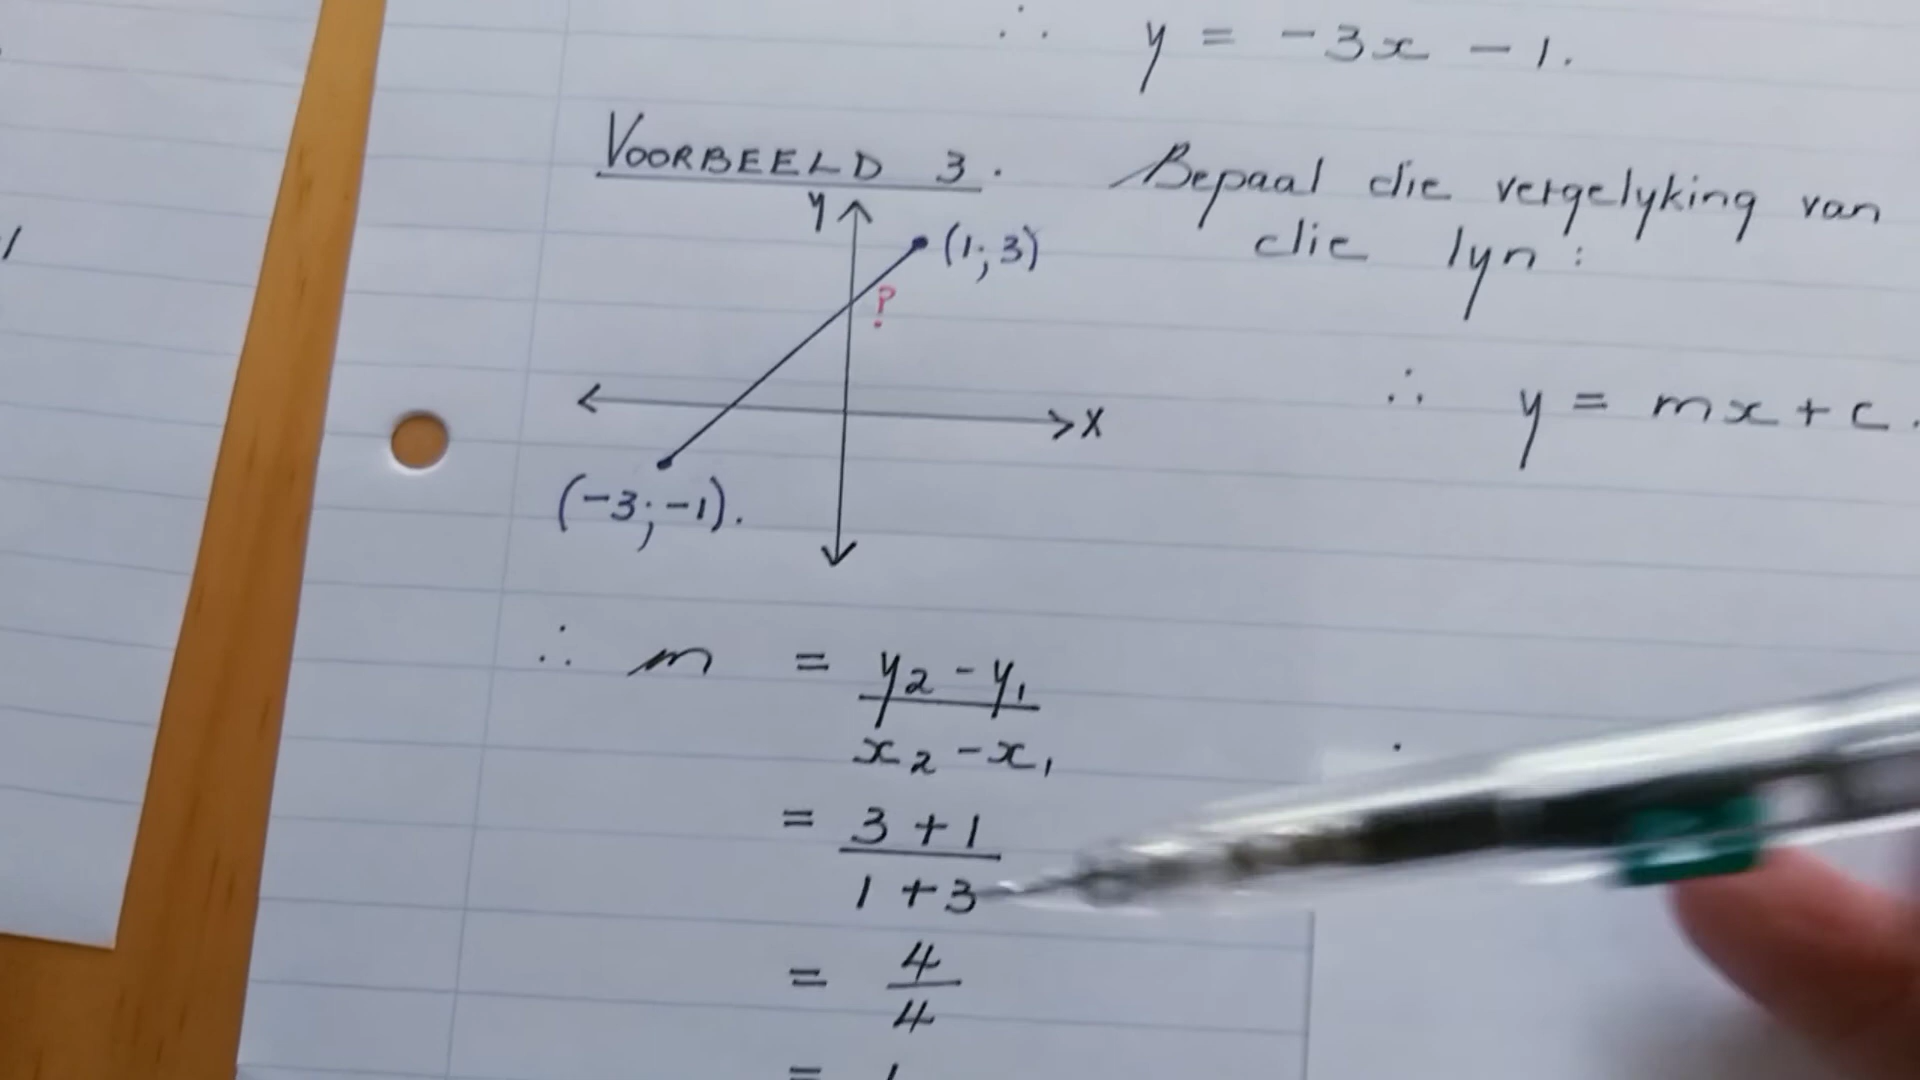 ∴ y = -3x - 1.
VOORBEELD 3. Bepaal die vergelyking van
die lyn:
y
(1;3)
?
∴ y = mx + c.
x
(-3;-1).
∴ m = y₂ - y₁
x₂ - x₁
= 3 + 1
1 + 3
= 4
4
= 1